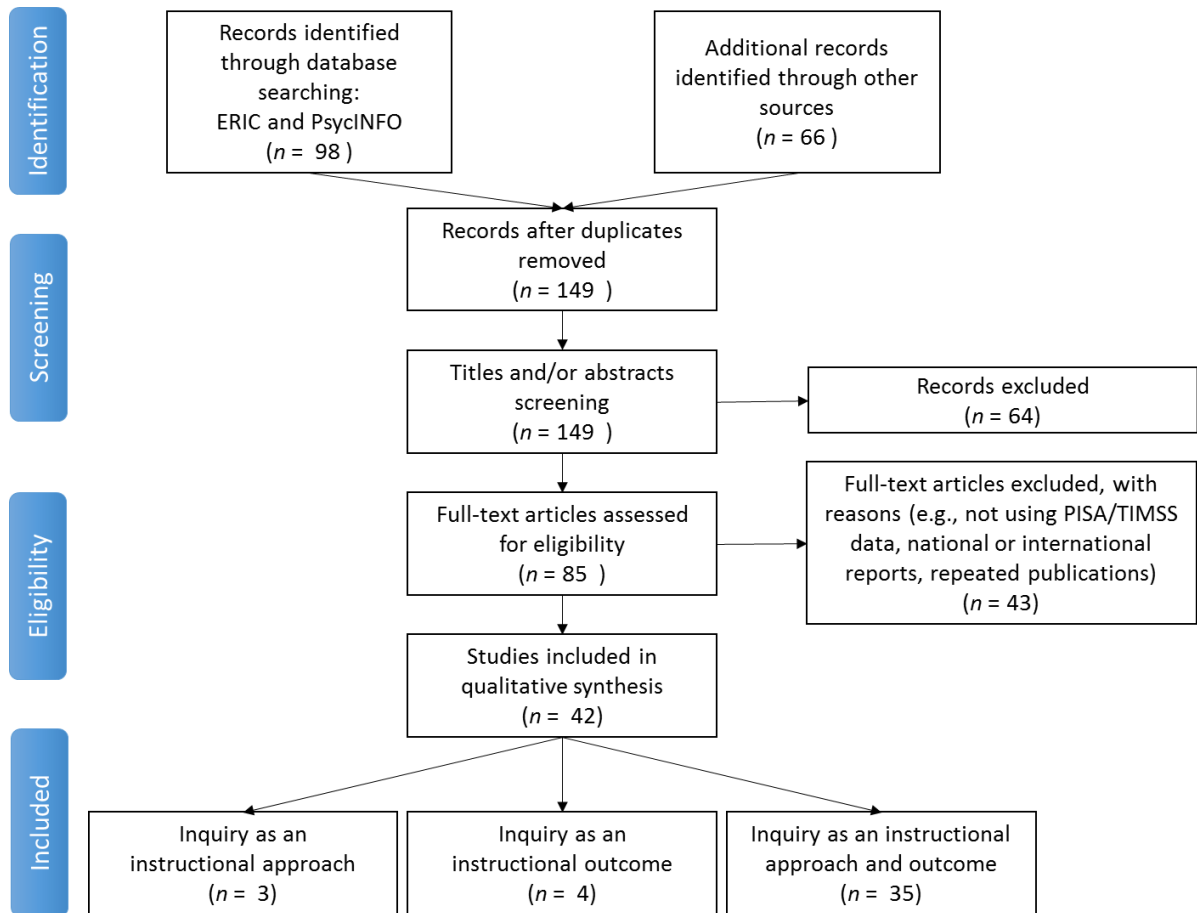 Identification
Records identified
through database
searching:
ERIC and PsycINFO
(n = 98 )
Additional records
identified through other
sources
(n = 66 )
Screening
Records after duplicates
removed
(n = 149 )
Titles and/or abstracts
screening
(n = 149 )
Records excluded
(n = 64)
Eligibility
Full-text articles assessed
for eligibility
(n = 85 )
Full-text articles excluded, with
reasons (e.g., not using PISA/TIMSS
data, national or international
reports, repeated publications)
(n = 43)
Studies included in
qualitative synthesis
(n = 42)
Included
Inquiry as an
instructional approach
(n = 3)
Inquiry as an
instructional outcome
(n = 4)
Inquiry as an instructional
approach and outcome
(n = 35)